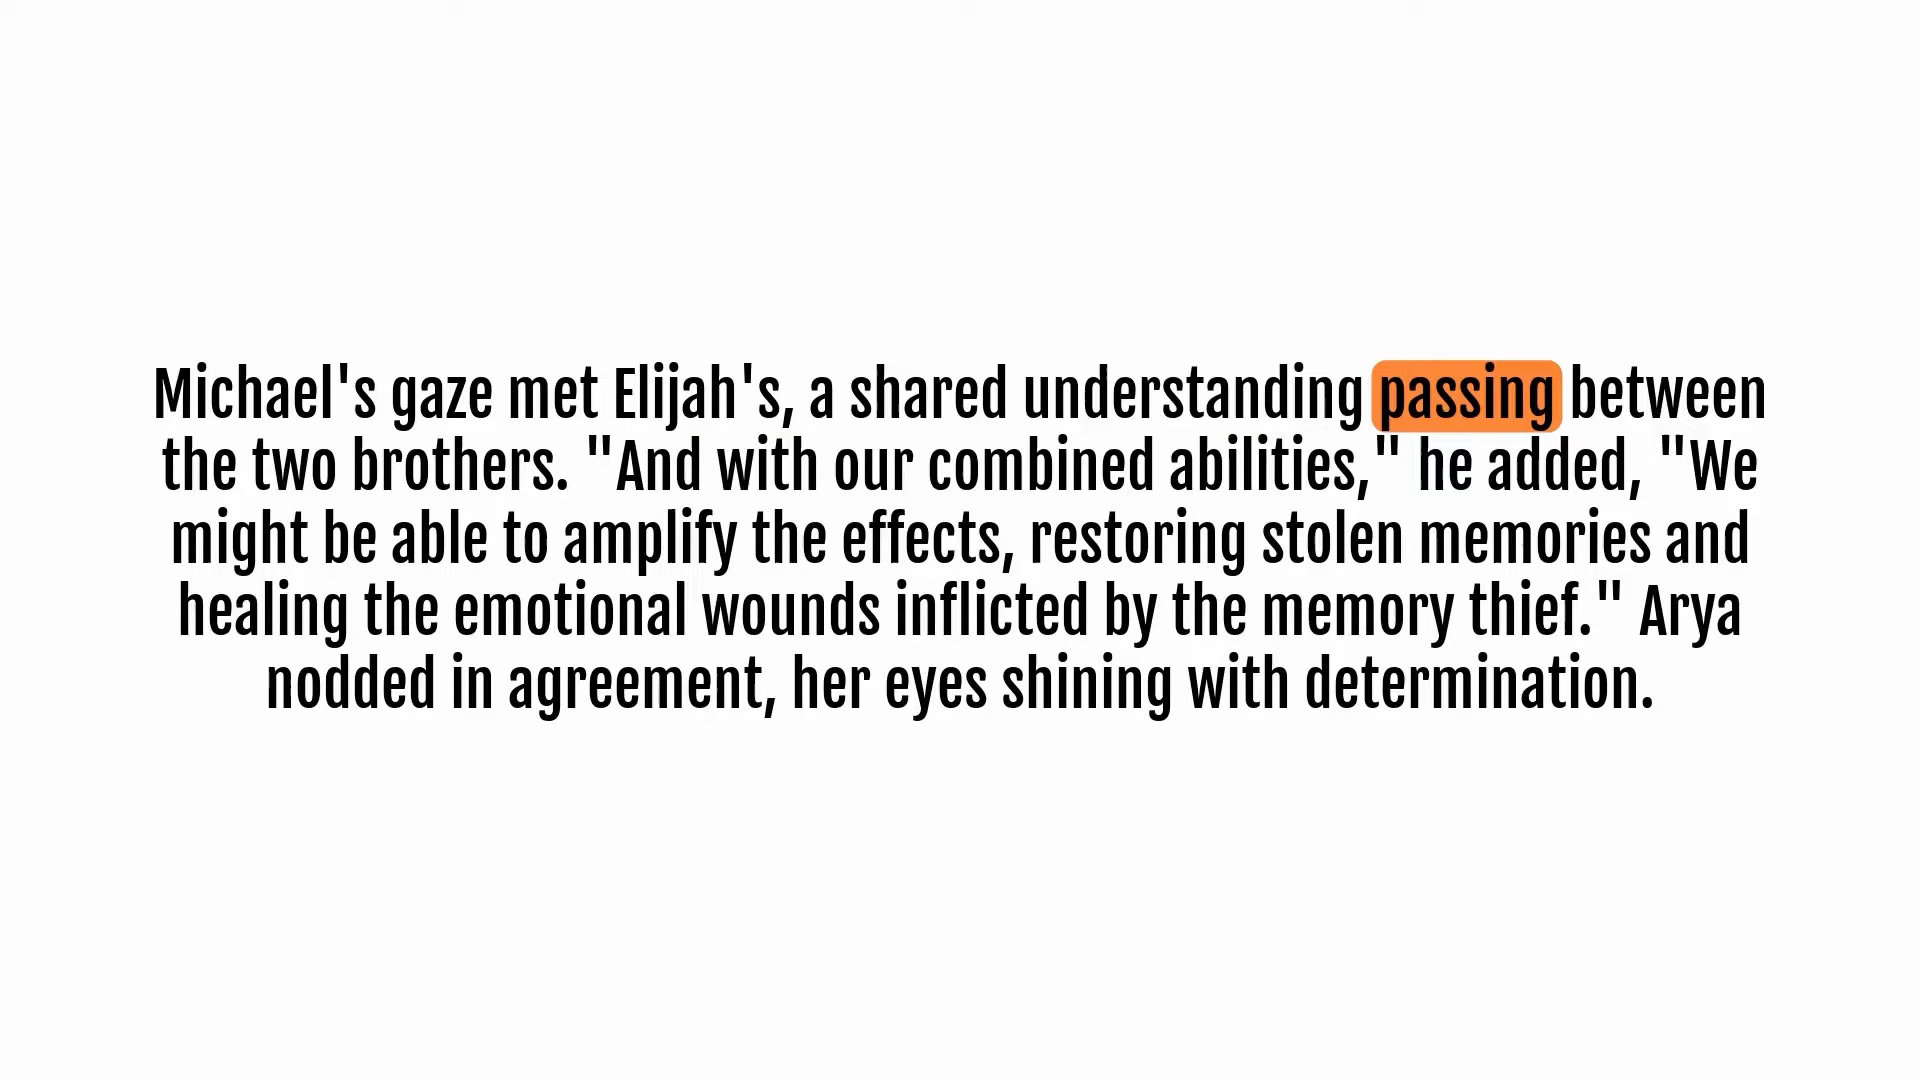 Michael's gaze met Elijah's, a shared understanding passing between
the two brothers. "And with our combined abilities," he added, "We
might be able to amplify the effects, restoring stolen memories and
healing the emotional wounds inflicted by the memory thief." Arya
nodded in agreement, her eyes shining with determination.